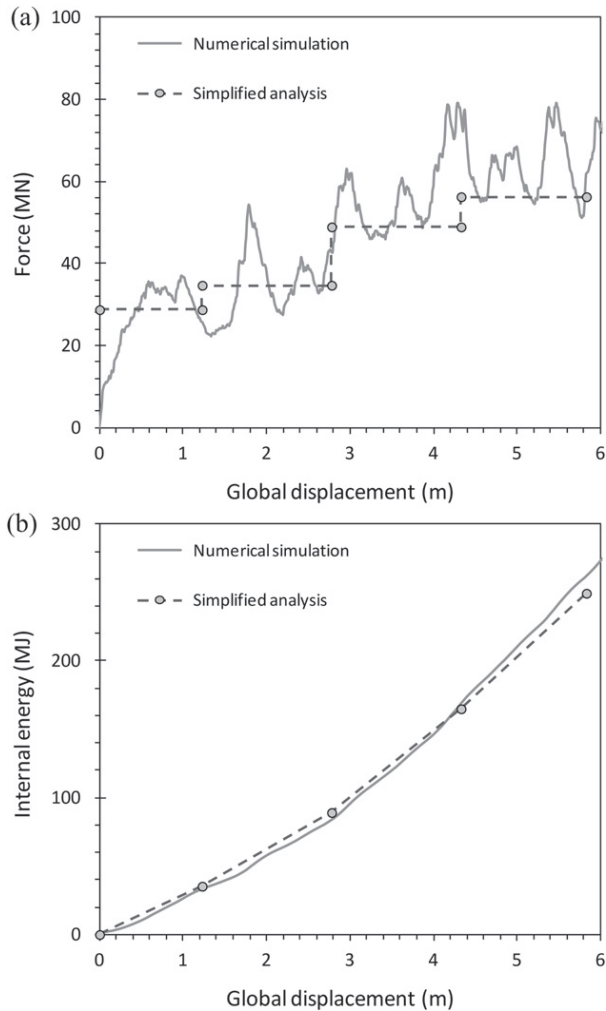 (a)
100
80
60
40
20
0
Force (MN)
Numerical simulation
Simplified analysis
0 1 2 3 4 5 6
Global displacement (m)
(b)
300
200
100
0
Internal energy (MJ)
Numerical simulation
Simplified analysis
0 1 2 3 4 5 6
Global displacement (m)